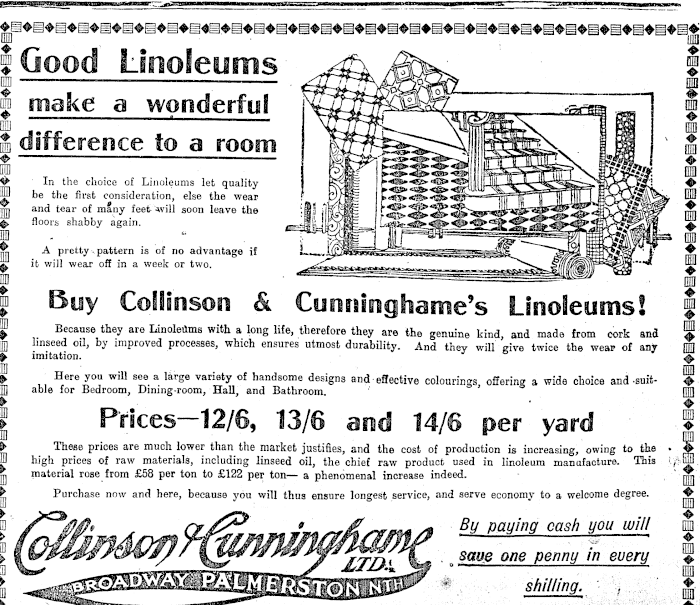 Good Linoleums
make a wonderful
difference to a room
In the choice of Linoleums let quality
be the first consideration, else the wear
and tear of many feet will soon leave the
floors shabby again.
A pretty pattern is of no advantage if
it will wear off in a week or two.
Buy Collinson & Cunninghame's Linoleums!
Because they are Linoleums with a long life, therefore they are the genuine kind, and made from cork and
linseed oil, by improved processes, which ensures utmost durability. And they will give twice the wear of any
imitation.
Here you will see a large variety of handsome designs and effective colourings, offering a wide choice and suit-
able for Bedroom, Dining-room, Hall, and Bathroom.
Prices—12/6, 13/6 and 14/6 per yard
These prices are much lower than the market justifies, and the cost of production is increasing, owing to the
high prices of raw materials, including linseed oil, the chief raw product used in linoleum manufacture. This
material rose from £58 per ton to £122 per ton— a phenomenal increase indeed.
Purchase now and here, because you will thus ensure longest service, and serve economy to a welcome degree.
Collinson & Cunninghame
LTD.
BROADWAY PALMERSTON NTH
By paying cash you will
save one penny in every
shilling.